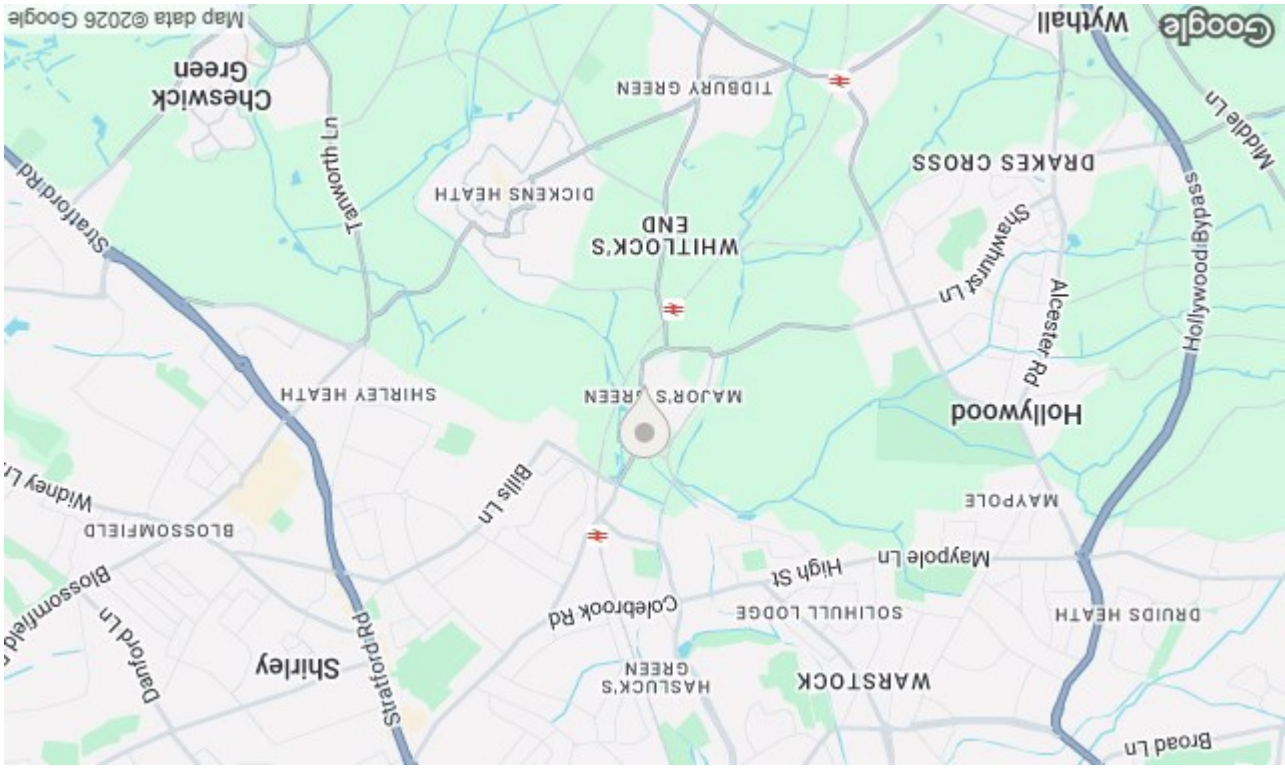 Broad Ln
WARSTOCK
HASLUCK'S
GREEN
Shirley
Danford Ln
Stratford Rd
DRUIDS HEATH
SOLIHULL LODGE
Colebrook Rd
High St
Maypole Ln
Blossomfield
BLOSSOMFIELD
Widney Ln
MAYPOLE
Bills Ln
Hollywood
MAJOR'S GREEN
SHIRLEY HEATH
Alcester Rd
Shawhurst Ln
Hollywood Bypass
WHITLOCK'S
END
DICKENS HEATH
Tanworth Ln
Stratford Rd
DRAKES CROSS
Middle Ln
TIDBURY GREEN
Cheswick
Green
Wythall
Google
Map data ©2026 Google